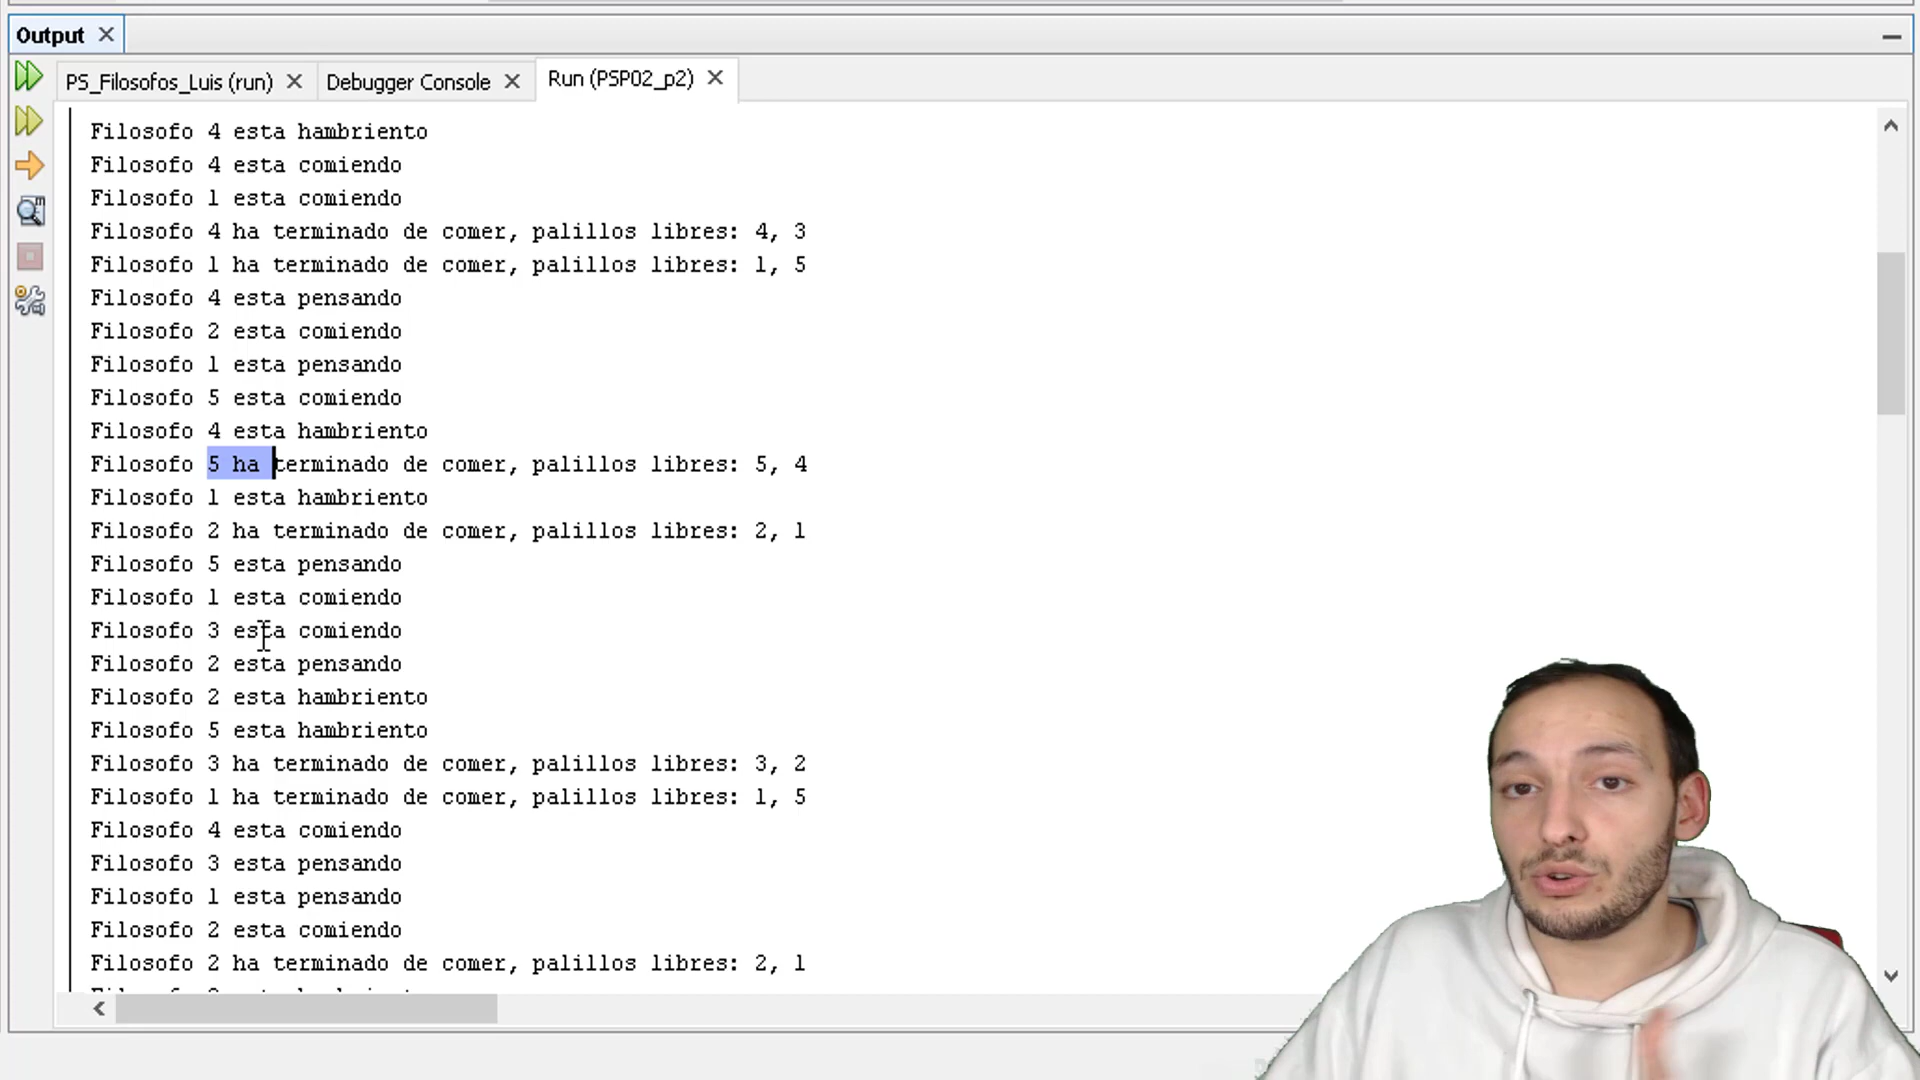 Output
PS_Filosofos_Luis (run)
Debugger Console
Run (PSP02_p2)
Filosofo 4 esta hambriento
Filosofo 4 esta comiendo
Filosofo 1 esta comiendo
Filosofo 4 ha terminado de comer, palillos libres: 4, 3
Filosofo 1 ha terminado de comer, palillos libres: 1, 5
Filosofo 4 esta pensando
Filosofo 2 esta comiendo
Filosofo 1 esta pensando
Filosofo 5 esta comiendo
Filosofo 4 esta hambriento
Filosofo 5 ha terminado de comer, palillos libres: 5, 4
Filosofo 1 esta hambriento
Filosofo 2 ha terminado de comer, palillos libres: 2, 1
Filosofo 5 esta pensando
Filosofo 1 esta comiendo
Filosofo 3 esta comiendo
Filosofo 2 esta pensando
Filosofo 2 esta hambriento
Filosofo 5 esta hambriento
Filosofo 3 ha terminado de comer, palillos libres: 3, 2
Filosofo 1 ha terminado de comer, palillos libres: 1, 5
Filosofo 4 esta comiendo
Filosofo 3 esta pensando
Filosofo 1 esta pensando
Filosofo 2 esta comiendo
Filosofo 2 ha terminado de comer, palillos libres: 2, 1